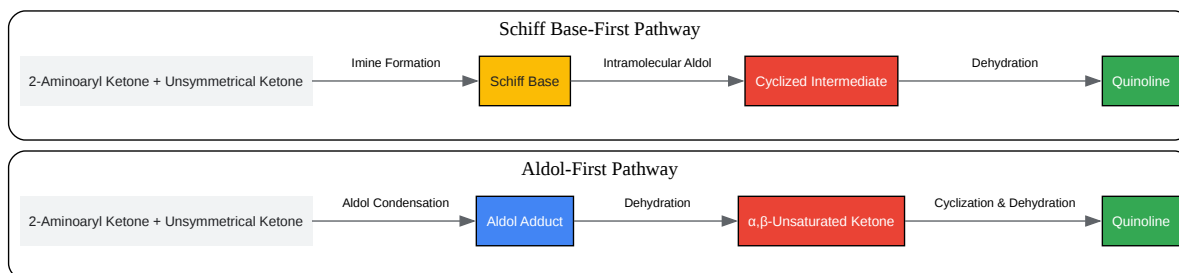 Schiff Base-First Pathway
2-Aminoaryl Ketone + Unsymmetrical Ketone
Imine Formation
Schiff Base
Intramolecular Aldol
Cyclized Intermediate
Dehydration
Quinoline
Aldol-First Pathway
2-Aminoaryl Ketone + Unsymmetrical Ketone
Aldol Condensation
Aldol Adduct
Dehydration
α,β-Unsaturated Ketone
Cyclization & Dehydration
Quinoline